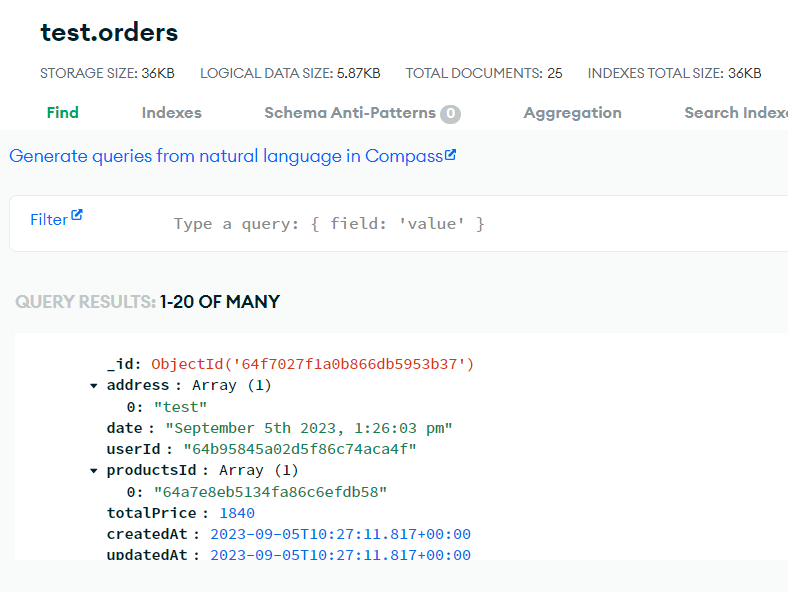 test.orders
STORAGE SIZE: 36KB LOGICAL DATA SIZE: 5.87KB TOTAL DOCUMENTS: 25 INDEXES TOTAL SIZE: 36KB
Find Indexes Schema Anti-Patterns 0 Aggregation Search Indexe
Generate queries from natural language in Compass
Filter Type a query: { field: 'value' }
QUERY RESULTS: 1-20 OF MANY
_id: ObjectId('64f7027f1a0b866db5953b37')
address : Array (1)
0: "test"
date : "September 5th 2023, 1:26:03 pm"
userId : "64b95845a02d5f86c74aca4f"
productsId : Array (1)
0: "64a7e8eb5134fa86c6efdb58"
totalPrice : 1840
createdAt : 2023-09-05T10:27:11.817+00:00
updatedAt : 2023-09-05T10:27:11.817+00:00